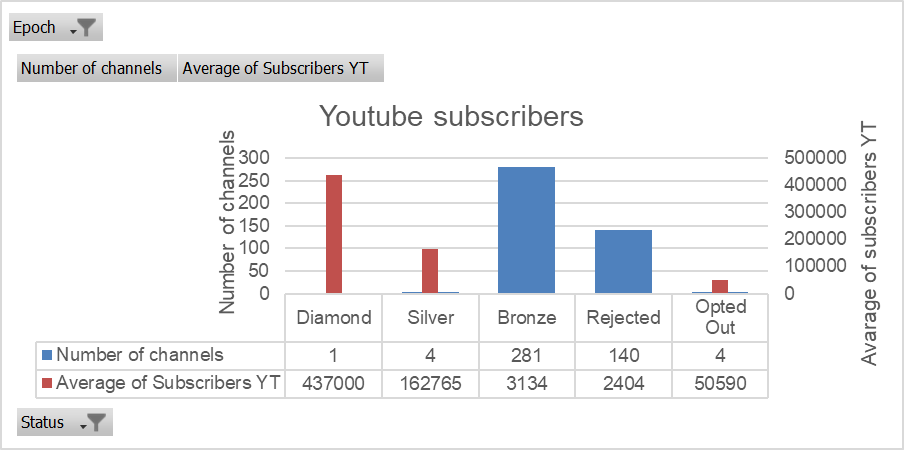 Epoch
Number of channels Average of Subscribers YT
Youtube subscribers
Number of channels
300
250
200
150
100
50
0
500000
400000
300000
200000
100000
0
Avarage of subscribers YT
Diamond Silver Bronze Rejected Opted
Out
Number of channels 1 4 281 140 4
Average of Subscribers YT 437000 162765 3134 2404 50590
Status